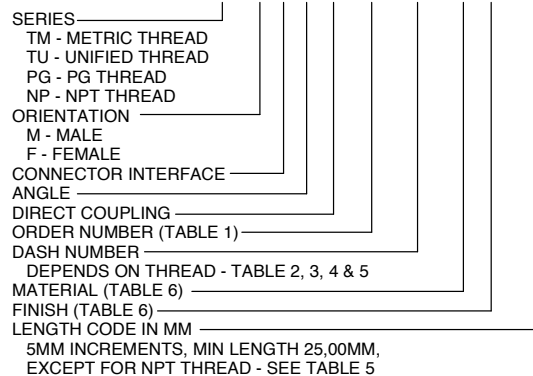 SERIES
TM - METRIC THREAD
TU - UNIFIED THREAD
PG - PG THREAD
NP - NPT THREAD
ORIENTATION
M - MALE
F - FEMALE
CONNECTOR INTERFACE
ANGLE
DIRECT COUPLING
ORDER NUMBER (TABLE 1)
DASH NUMBER
DEPENDS ON THREAD - TABLE 2, 3, 4 & 5
MATERIAL (TABLE 6)
FINISH (TABLE 6)
LENGTH CODE IN MM
5MM INCREMENTS, MIN LENGTH 25,00MM,
EXCEPT FOR NPT THREAD - SEE TABLE 5